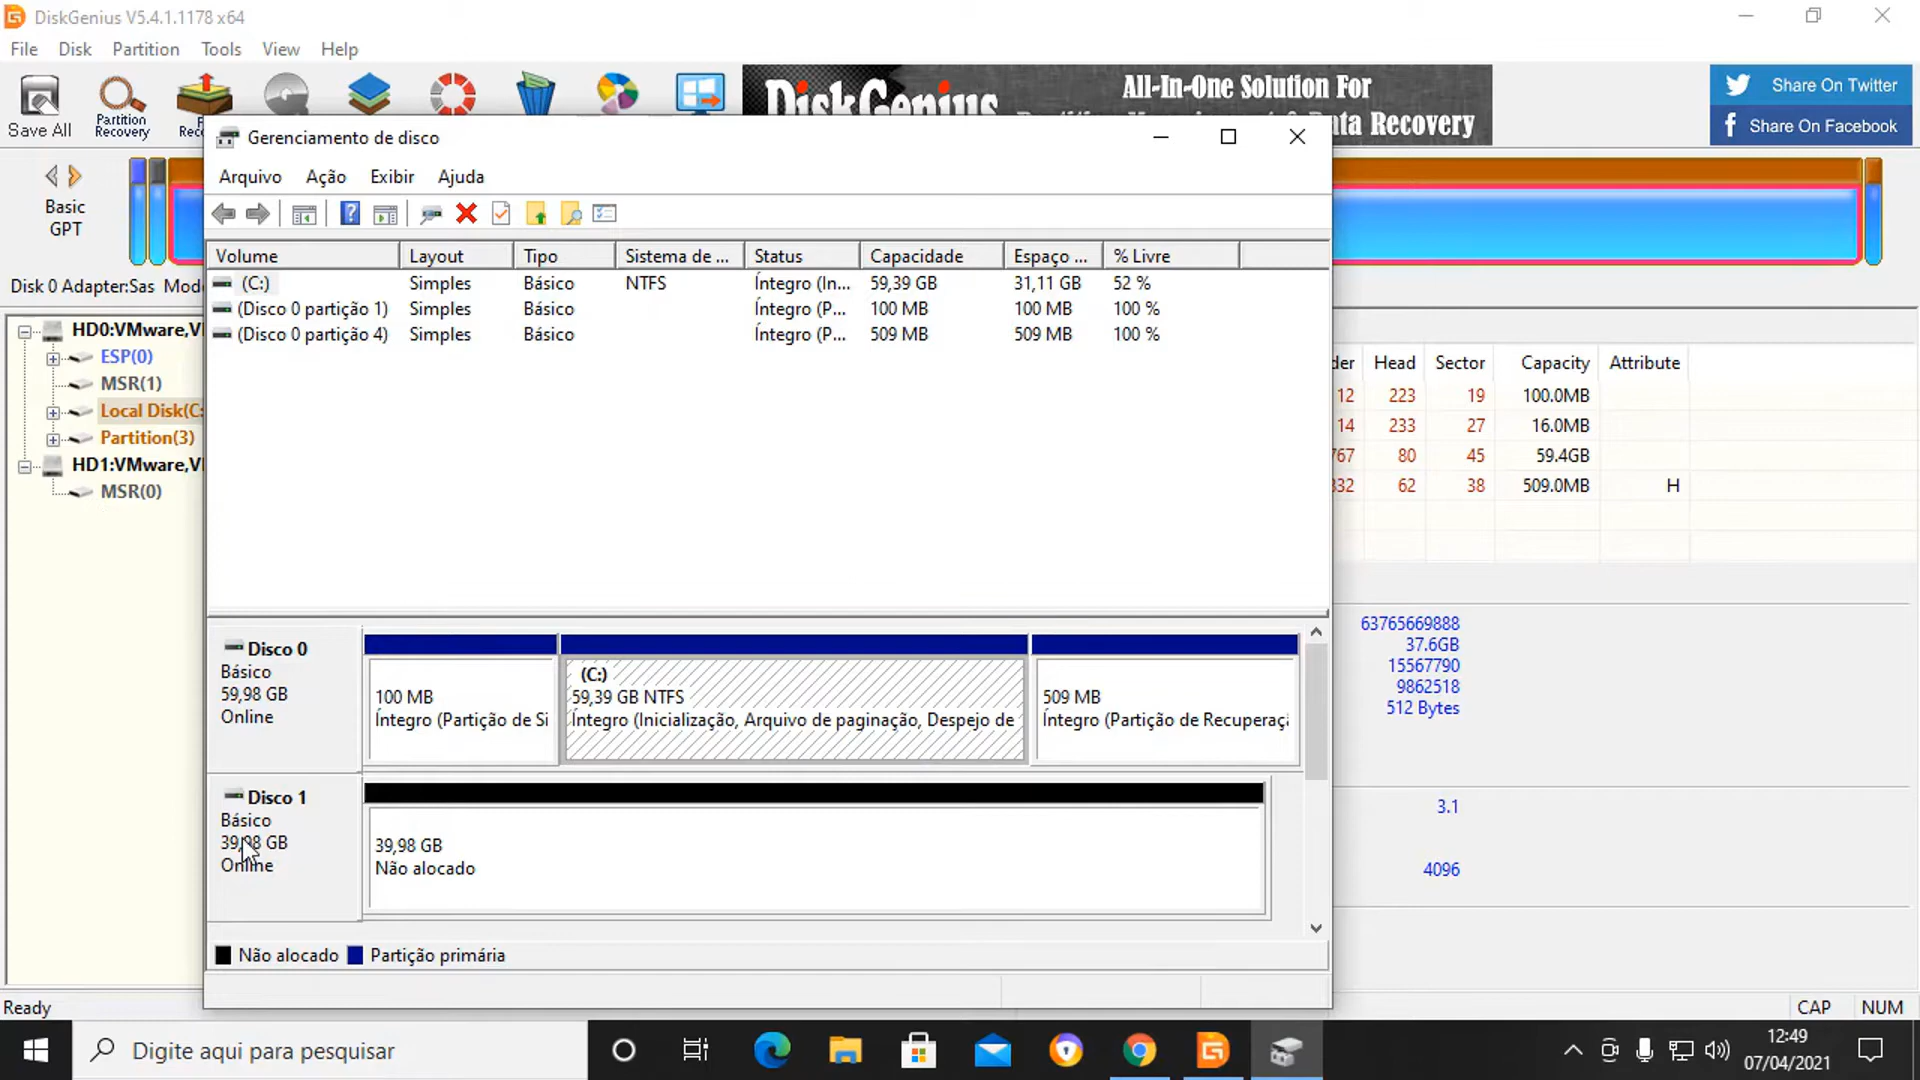 DiskGenius V5.4.1.1178 x64
File Disk Partition Tools View Help
Save All
Partition
Recovery
DiskGenius
All-In-One Solution For
Data Recovery
Share On Twitter
Share On Facebook
Basic
GPT
Disk 0 Adapter:Sas
HD0:VMware,
ESP(0)
MSR(1)
Local Disk(C:
Partition(3)
HD1:VMware,
MSR(0)
Gerenciamento de disco
Arquivo Ação Exibir Ajuda
Volume Layout Tipo Sistema de ... Status Capacidade Espaço ... % Livre
(C:) Simples Básico NTFS Íntegro (In... 59,39 GB 31,11 GB 52 %
(Disco 0 partição 1) Simples Básico Íntegro (P... 100 MB 100 MB 100 %
(Disco 0 partição 4) Simples Básico Íntegro (P... 509 MB 509 MB 100 %
Head Sector Capacity Attribute
12 223 19 100.0MB
14 233 27 16.0MB
767 80 45 59.4GB
332 62 38 509.0MB H
63765669888
37.6GB
15567790
9862518
512 Bytes
3.1
4096
Disco 0
Básico
59,98 GB
Online
100 MB
Íntegro (Partição de Si
(C:)
59,39 GB NTFS
Íntegro (Inicialização, Arquivo de paginação, Despejo de
509 MB
Íntegro (Partição de Recuperaçã
Disco 1
Básico
39,98 GB
Online
39,98 GB
Não alocado
Não alocado Partição primária
Ready
CAP NUM
Digite aqui para pesquisar
12:49
07/04/2021